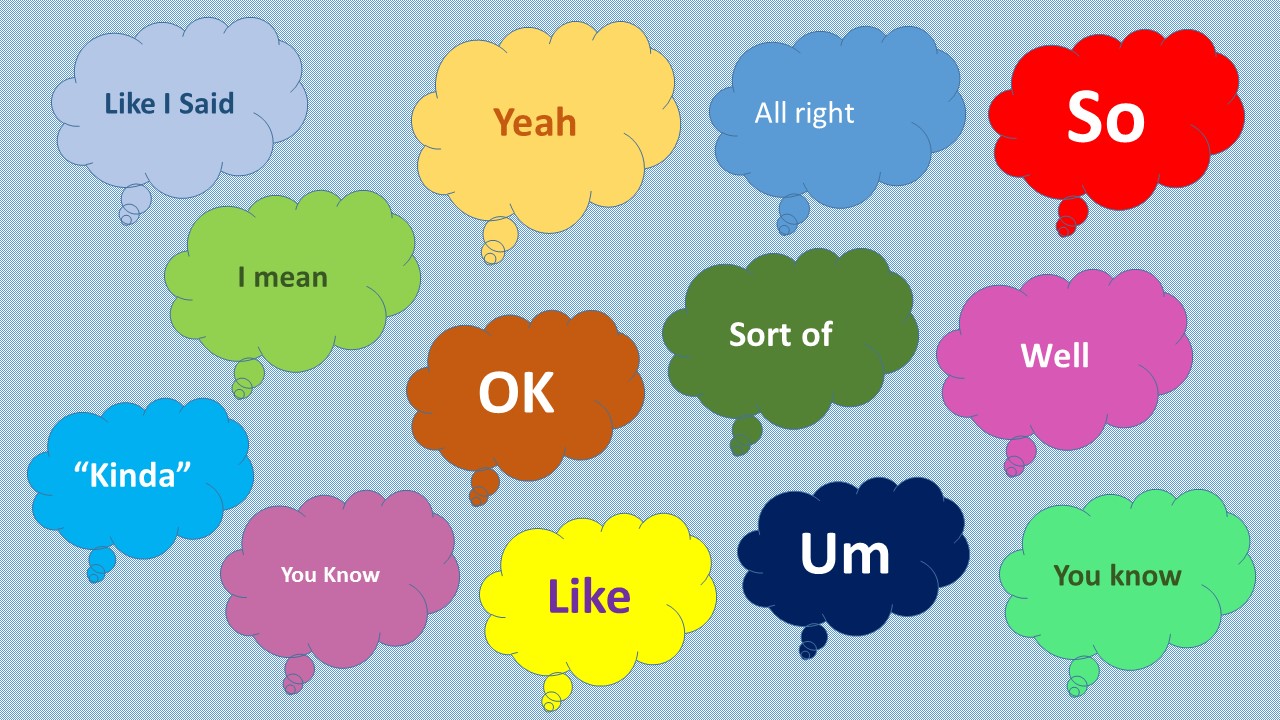 Like I Said
Yeah
All right
So
I mean
Sort of
Well
OK
“Kinda”
Um
You Know
Like
You know